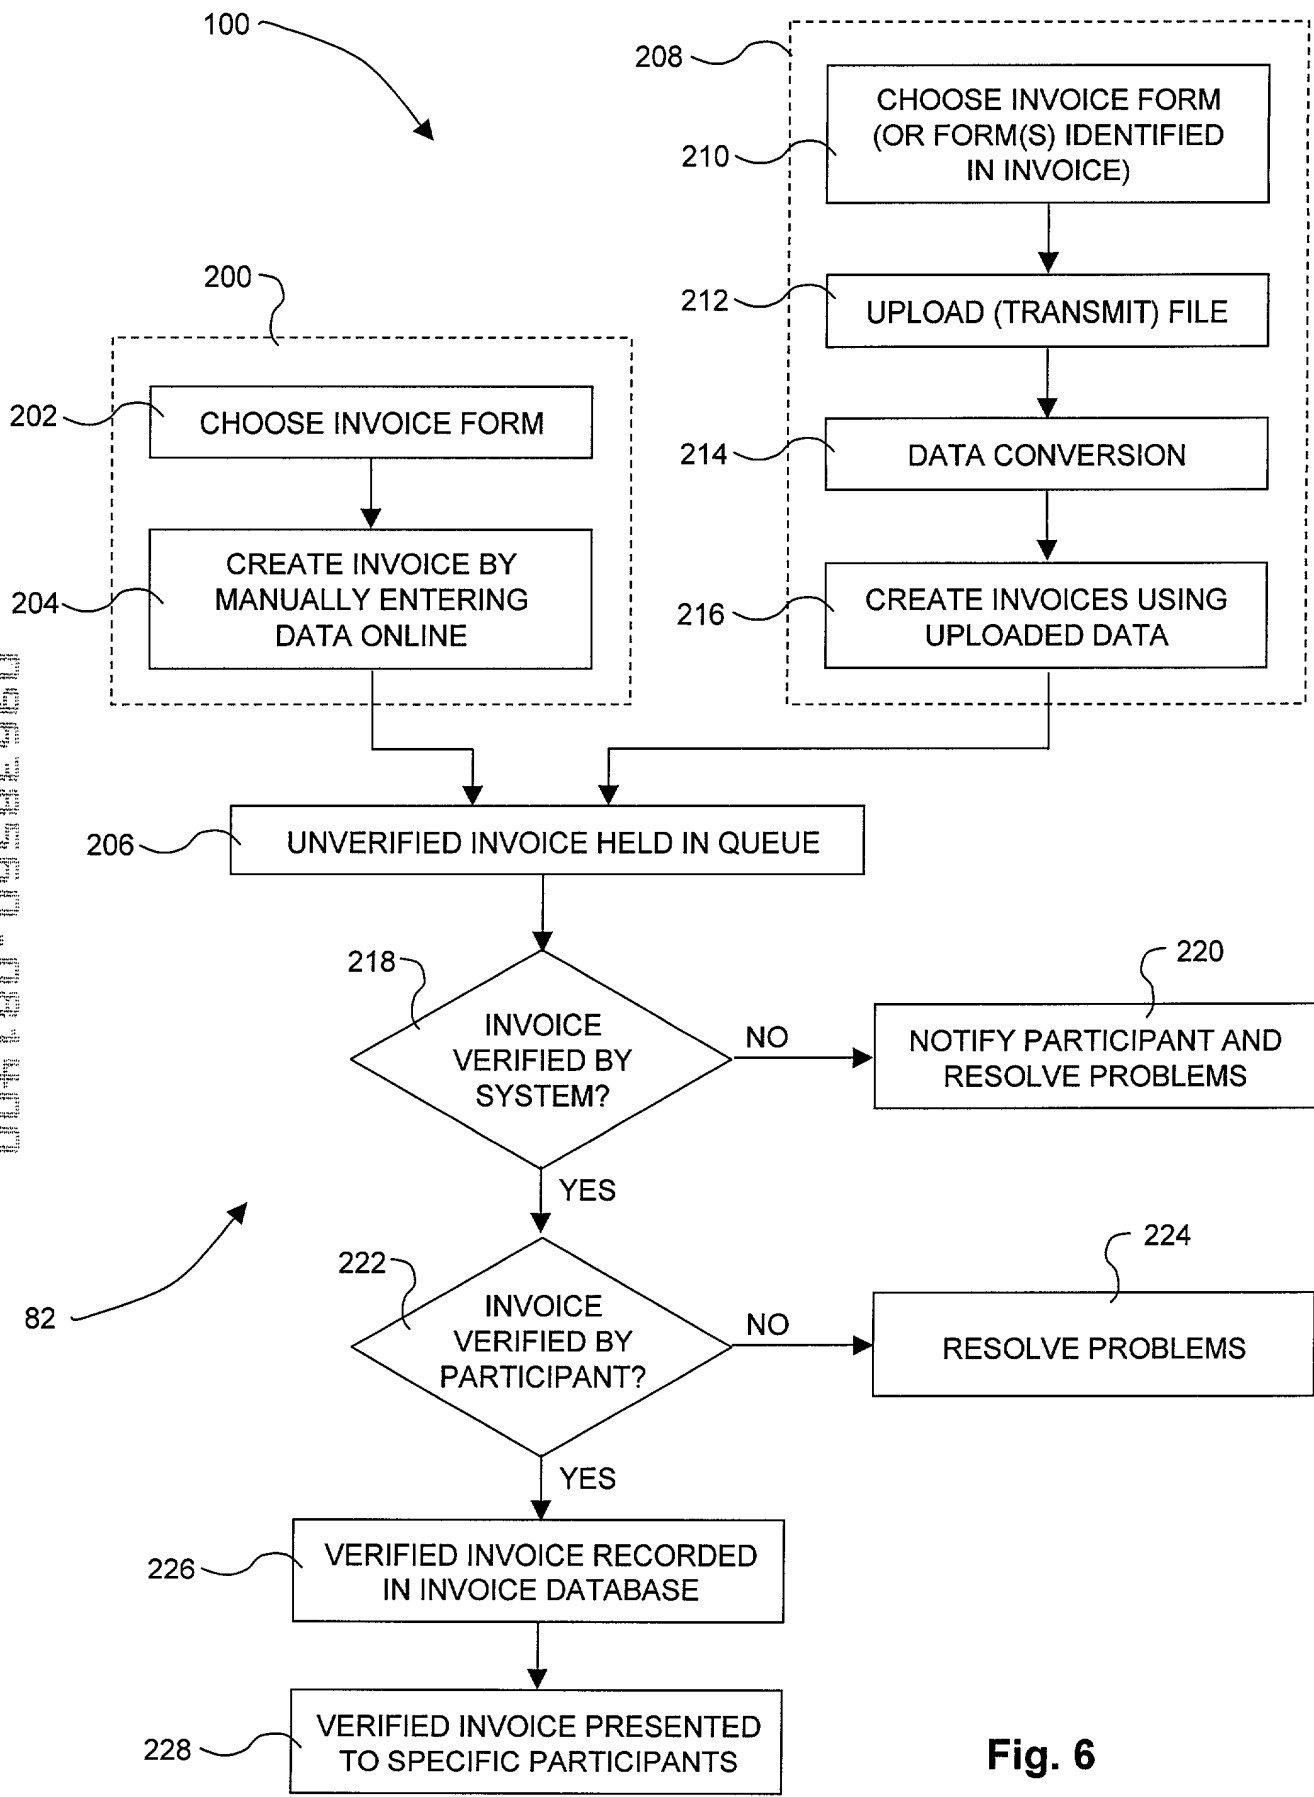 100
208
CHOOSE INVOICE FORM
(OR FORM(S) IDENTIFIED
IN INVOICE)
210
212
UPLOAD (TRANSMIT) FILE
214
DATA CONVERSION
216
CREATE INVOICES USING
UPLOADED DATA
200
202
CHOOSE INVOICE FORM
204
CREATE INVOICE BY
MANUALLY ENTERING
DATA ONLINE
206
UNVERIFIED INVOICE HELD IN QUEUE
218
INVOICE
VERIFIED BY
SYSTEM?
NO
220
NOTIFY PARTICIPANT AND
RESOLVE PROBLEMS
YES
82
222
INVOICE
VERIFIED BY
PARTICIPANT?
NO
224
RESOLVE PROBLEMS
YES
226
VERIFIED INVOICE RECORDED
IN INVOICE DATABASE
228
VERIFIED INVOICE PRESENTED
TO SPECIFIC PARTICIPANTS
Fig. 6